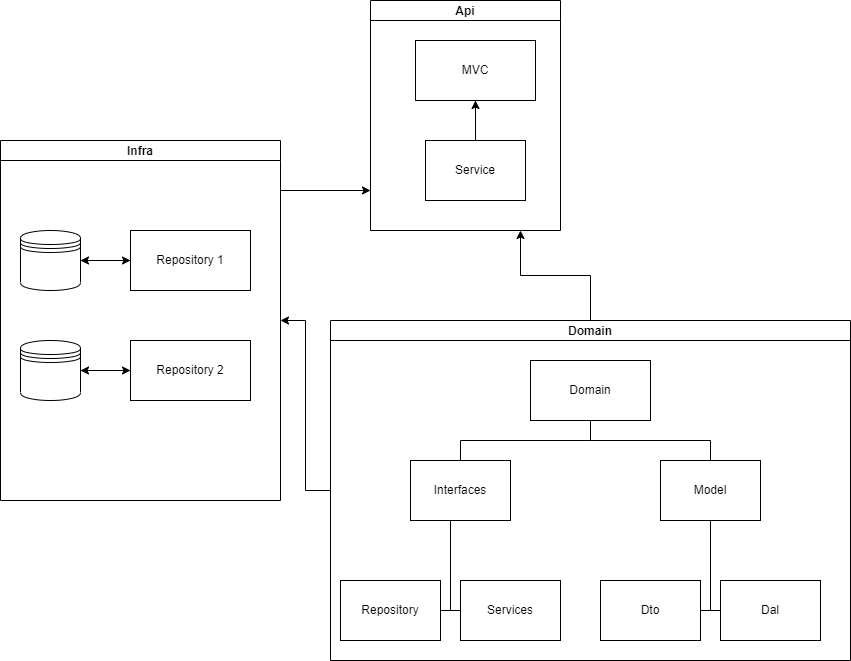 Api
MVC
Service
Infra
Repository 1
Repository 2
Domain
Domain
Interfaces
Model
Repository
Services
Dto
Dal